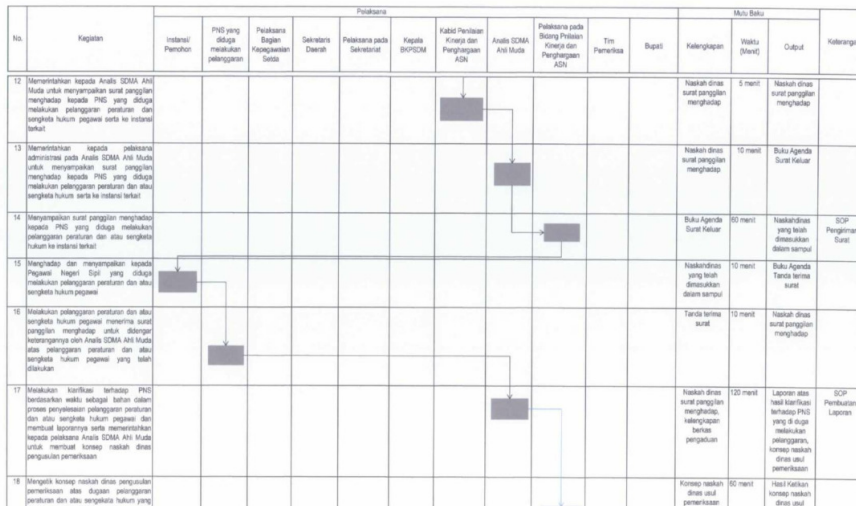 Pelaksana
Mutu Baku
No.
Kegiatan
Instansi/
Pemohon
PNS yang
diduga
melakukan
pelanggaran
Pelaksana
Bagian
Kepegawaian
Setda
Sekretaris
Daerah
Pelaksana pada
Sekretariat
Kepala
BKPSDM
Kabid Penilaian
Kinerja dan
Penghargaan
ASN
Analis SDMA
Ahli Muda
Pelaksana pada
Bidang Pnilaian
Kinerja dan
Penghargaan
ASN
Tim
Pemeriksa
Bupati
Kelengkapan
Waktu
(Menit)
Output
Keterangan
12
Memerintahkan kepada Analis SDMA Ahli
Muda untuk menyampaikan surat panggilan
menghadap kepada PNS yang diduga
melakukan pelanggaran peraturan dan
sengketa hukum pegawai serta ke instansi
terkait
Naskah dinas
surat panggilan
menghadap
5 menit
Naskah dinas
surat panggilan
menghadap
13
Memerintahkan kepada pelaksana
administrasi pada Analis SDMA Ahli Muda
untuk menyampaikan surat panggilan
menghadap kepada PNS yang diduga
melakukan pelanggaran peraturan dan atau
sengketa hukum serta ke instansi terkait
Naskah dinas
surat panggilan
menghadap
10 menit
Buku Agenda
Surat Keluar
14
Menyampaikan surat panggilan menghadap
kepada PNS yang diduga melakukan
pelanggaran peraturan dan atau sengketa
hukum ke instansi terkait
Buku Agenda
Surat Keluar
60 menit
Naskahdinas
yang telah
dimasukkan
dalam sampul
SOP
Pengiriman
Surat
15
Menghadap dan menyampaikan kepada
Pegawai Negeri Sipil yang diduga
melakukan pelanggaran peraturan dan atau
sengketa hukum pegawai
Naskahdinas
yang telah
dimasukkan
dalam sampul
10 menit
Buku Agenda
Tanda terima
surat
16
Melakukan pelanggaran peraturan dan atau
sengketa hukum pegawai menerima surat
panggilan menghadap untuk didengar
keterangannya oleh Analis SDMA Ahli Muda
atas pelanggaran peraturan dan atau
sengketa hukum pegawai yang telah
dilakukan
Tanda terima
surat
10 menit
Naskah dinas
surat panggilan
menghadap
17
Melakukan klarifikasi terhadap PNS
berdasarkan waktu sebagai bahan dalam
proses penyelesaian pelanggaran peraturan
dan atau sengketa hukum pegawai dan
membuat laporannya serta memerintahkan
kepada pelaksana Analis SDMA Ahli Muda
untuk membuat konsep naskah dinas
pengusulan pemeriksaan
Naskah dinas
surat panggilan
menghadap,
kelengkapan
berkas
pengaduan
120 menit
Laporan atas
hasil klarifikasi
terhadap PNS
yang di duga
melakukan
pelanggaran,
konsep naskah
dinas usul
pemeriksaan
SOP
Pembuatan
Laporan
18
Mengetik konsep naskah dinas pengusulan
pemeriksaan atas dugaan pelanggaran
peraturan dan atau sengekata hukum yang
Konsep naskah
dinas usul
pemeriksaan
60 menit
Hasil Ketikan
konsep naskah
dinas usul